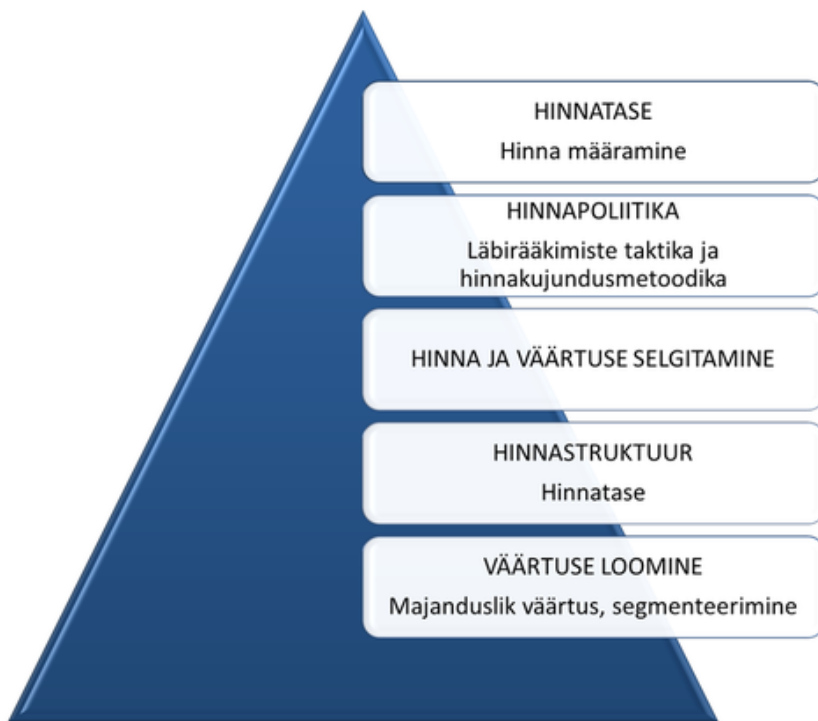 HINNATASE
Hinna määramine
HINNAPOLIITIKA
Läbirääkimiste taktika ja
hinnakujundusmetoodika
HINNA JA VÄÄRTUSE SELGITAMINE
HINNASTRUKTUUR
Hinnatase
VÄÄRTUSE LOOMINE
Majanduslik väärtus, segmenteerimine